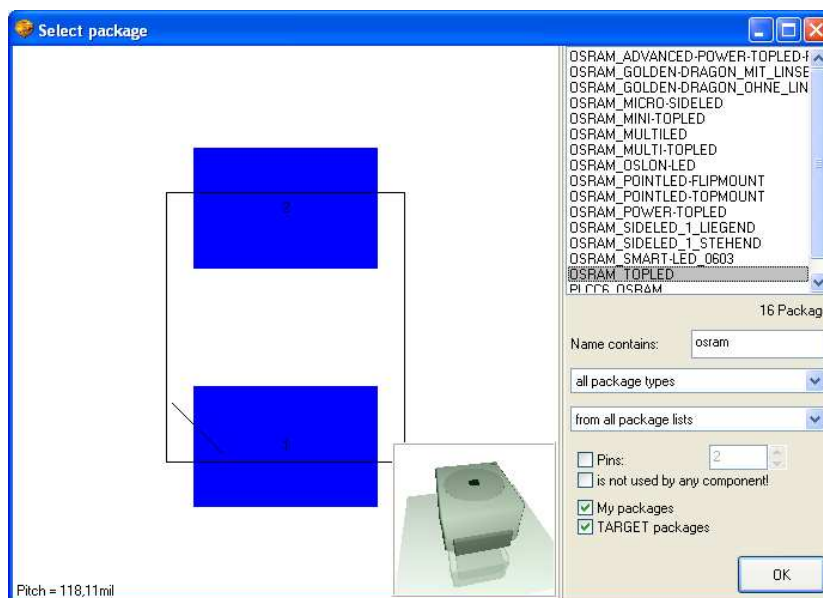 Select package
2
1
Pitch = 118,11mil
OSRAM_ADVANCED-POWER-TOPLED-
OSRAM_GOLDEN-DRAGON_MIT_LINSE
OSRAM_GOLDEN-DRAGON_OHNE_LIN
OSRAM_MICRO-SIDELED
OSRAM_MINI-TOPLED
OSRAM_MULTILED
OSRAM_MULTI-TOPLED
OSRAM_OSLON-LED
OSRAM_POINTLED-FLIPMOUNT
OSRAM_POINTLED-TOPMOUNT
OSRAM_POWER-TOPLED
OSRAM_SIDELED_1_LIEGEND
OSRAM_SIDELED_1_STEHEND
OSRAM_SMART-LED_0603
OSRAM_TOPLED
PLCC6_OSRAM
16 Packag
Name contains: osram
all package types
from all package lists
Pins: 2
is not used by any component!
My packages
TARGET packages
OK